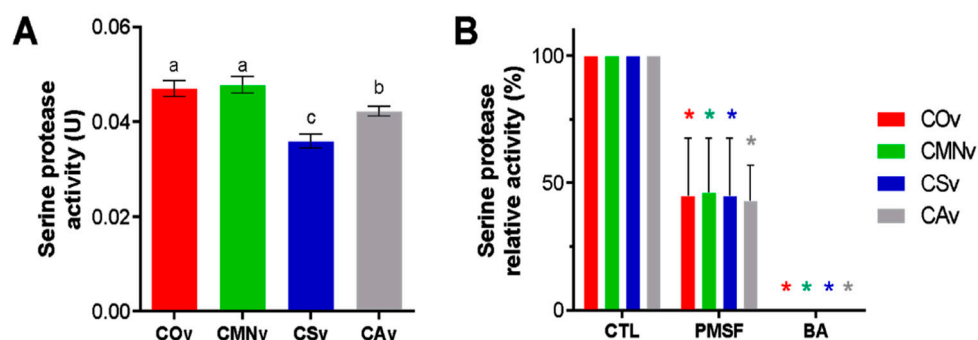 A
Serine protease
activity (U)
0.06
0.04
0.02
0.00
a
a
c
b
COv
CMNv
CSv
CAv
B
Serine protease
relative activity (%)
100
50
0
*
*
*
*
*
*
*
*
CTL
PMSF
BA
COv
CMNv
CSv
CAv